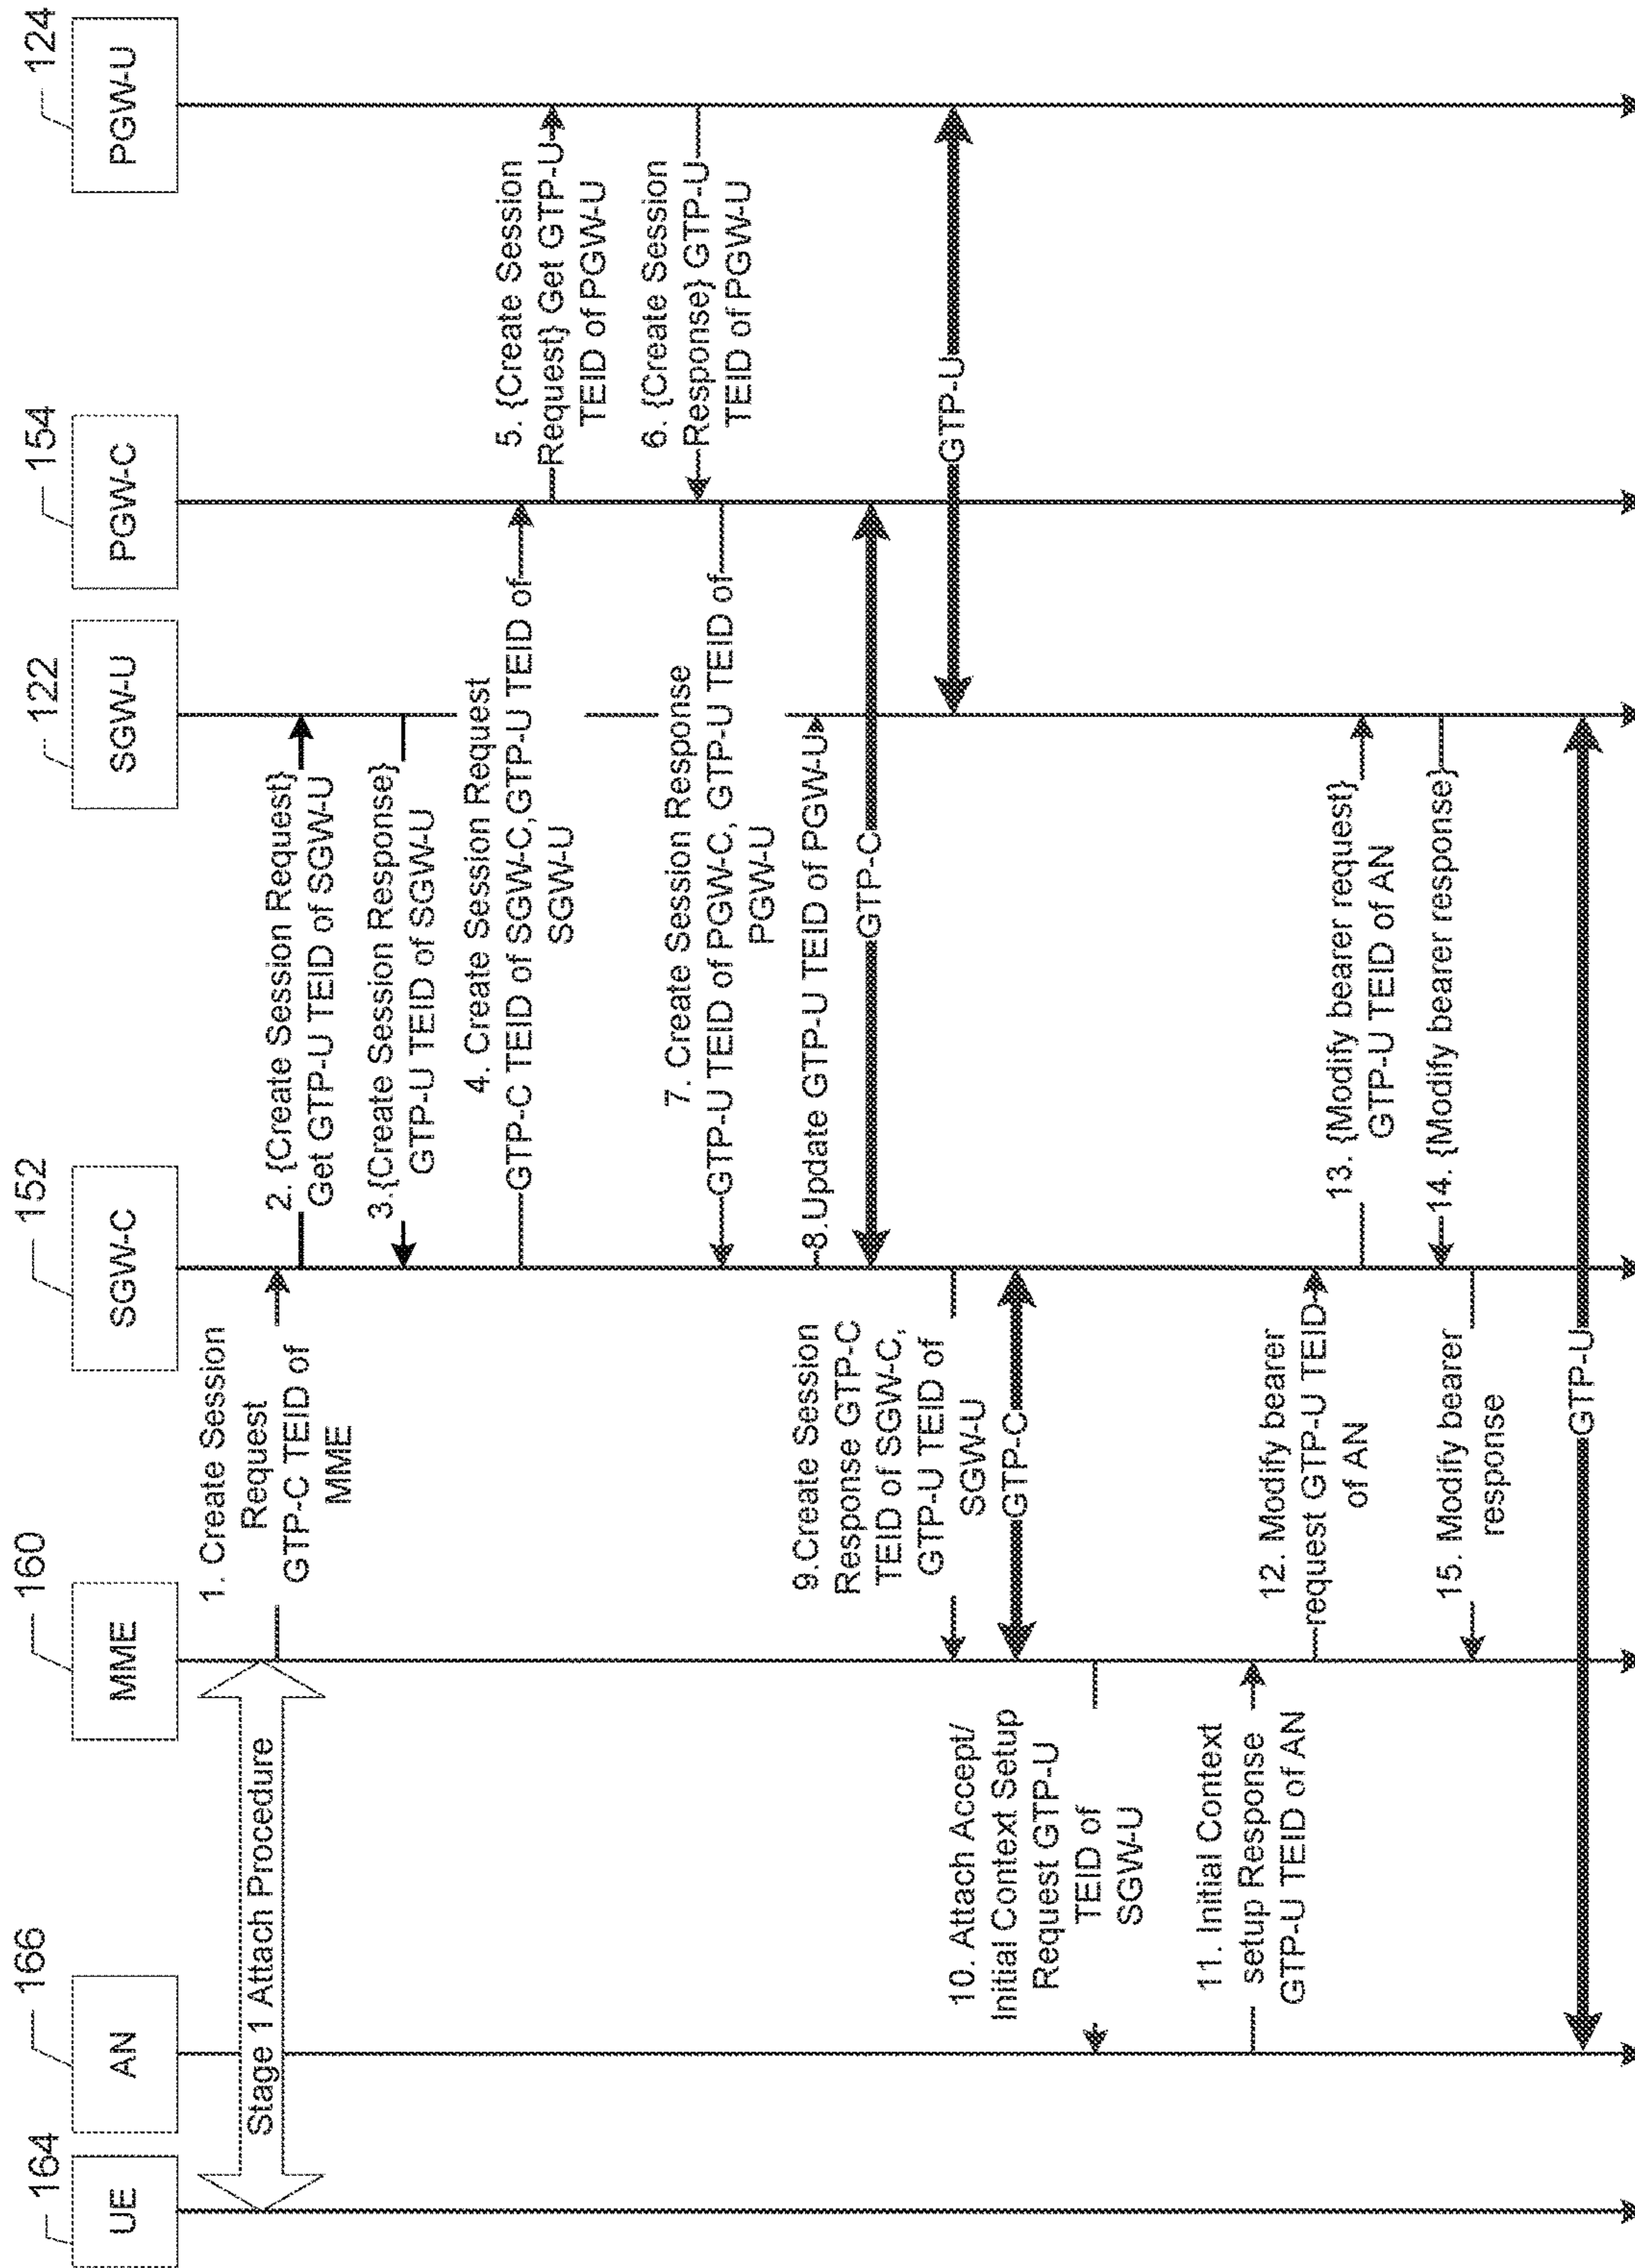 164
UE
166
AN
160
MME
152
SGW-C
122
SGW-U
154
PGW-C
124
PGW-U
Stage 1 Attach Procedure
1. Create Session
Request
GTP-C TEID of
MME
2. {Create Session Request}
Get GTP-U TEID of SGW-U
3.{Create Session Response}
GTP-U TEID of SGW-U
4. Create Session Request
GTP-C TEID of SGW-C,GTP-U TEID of
SGW-U
5. {Create Session
Request} Get GTP-U
TEID of PGW-U
6. {Create Session
Response} GTP-U
TEID of PGW-U
7. Create Session Response
GTP-U TEID of PGW-C, GTP-U TEID of
PGW-U
8.Update GTP-U TEID of PGW-U
GTP-C
GTP-U
9.Create Session
Response GTP-C
TEID of SGW-C,
GTP-U TEID of
SGW-U
GTP-C
10. Attach Accept/
Initial Context Setup
Request GTP-U
TEID of
SGW-U
11. Initial Context
setup Response
GTP-U TEID of AN
12. Modify bearer
request GTP-U TEID
of AN
13. {Modify bearer request}
GTP-U TEID of AN
14. {Modify bearer response}
15. Modify bearer
response
GTP-U